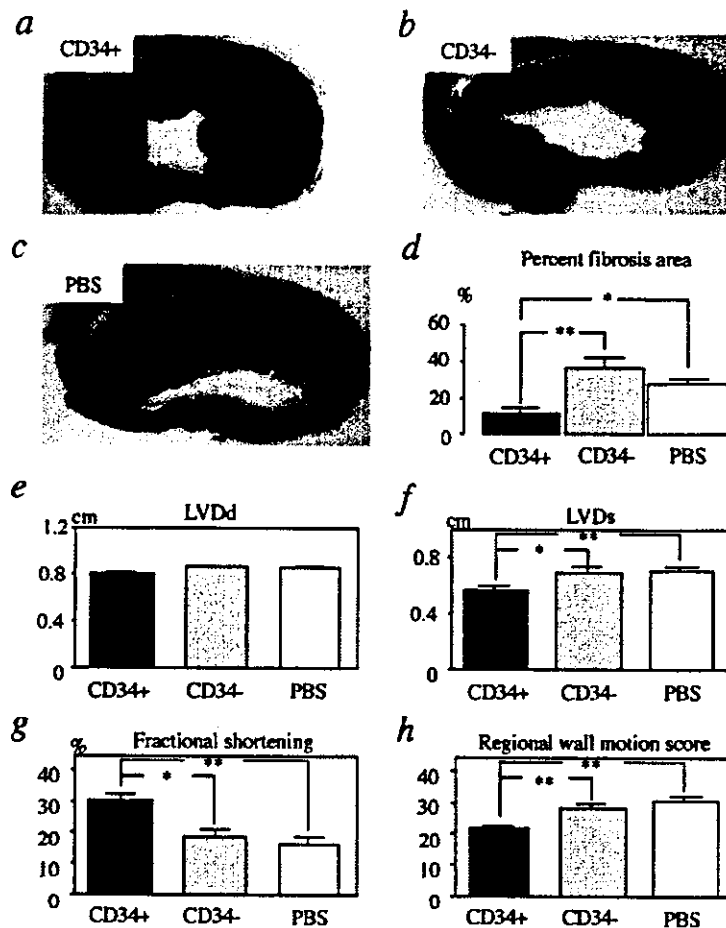 a
CD34+
b
CD34-
c
PBS
d
Percent fibrosis area
%
60
40
20
0
*
**
CD34+ CD34- PBS
e
cm
LVDd
1.2
0.8
0.4
0
CD34+ CD34- PBS
f
cm
LVDs
0.8
0.4
0
**
*
CD34+ CD34- PBS
g
%
Fractional shortening
40
30
20
10
0
**
*
CD34+ CD34- PBS
h
Regional wall motion score
40
30
20
10
0
**
**
CD34+ CD34- PBS